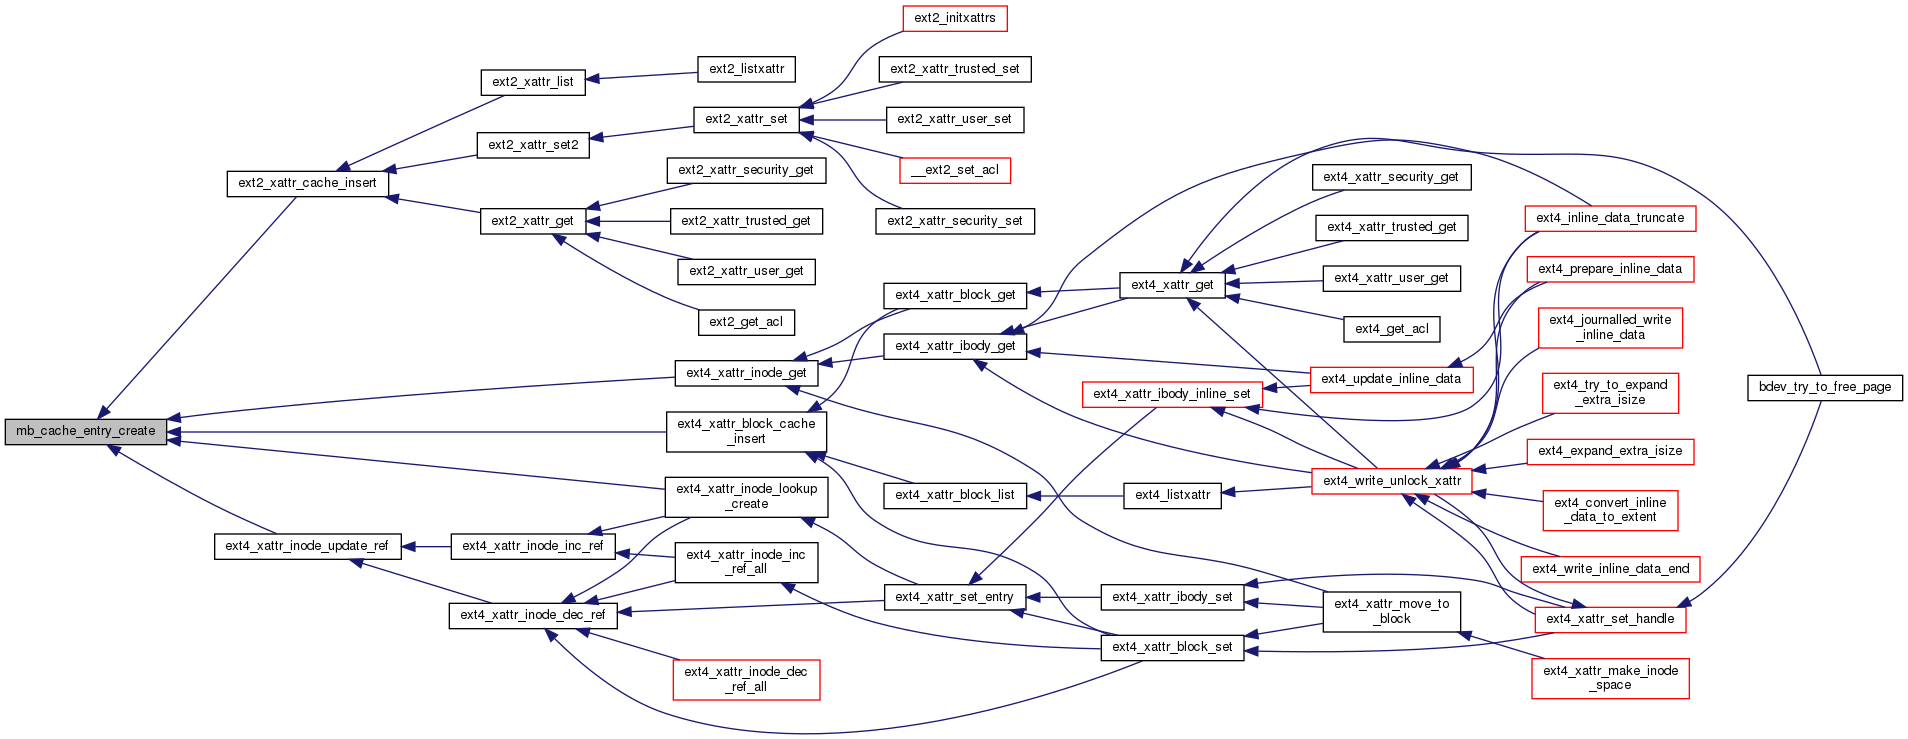 mb_cache_entry_create
ext2_xattr_cache_insert
ext4_xattr_inode_update_ref
ext2_xattr_list
ext2_xattr_set2
ext2_xattr_get
ext4_xattr_inode_inc_ref
ext4_xattr_inode_dec_ref
ext2_listxattr
ext2_xattr_set
ext2_xattr_security_get
ext2_xattr_trusted_get
ext2_xattr_user_get
ext2_get_acl
ext4_xattr_inode_get
ext4_xattr_block_cache
_insert
ext4_xattr_inode_lookup
_create
ext4_xattr_inode_inc
_ref_all
ext4_xattr_inode_dec
_ref_all
ext2_initxattrs
ext2_xattr_trusted_set
ext2_xattr_user_set
__ext2_set_acl
ext2_xattr_security_set
ext4_xattr_block_get
ext4_xattr_ibody_get
ext4_xattr_block_list
ext4_xattr_set_entry
ext4_xattr_get
ext4_xattr_ibody_inline_set
ext4_listxattr
ext4_xattr_ibody_set
ext4_xattr_block_set
ext4_xattr_security_get
ext4_xattr_trusted_get
ext4_xattr_user_get
ext4_get_acl
ext4_update_inline_data
ext4_write_unlock_xattr
ext4_xattr_move_to
_block
ext4_inline_data_truncate
ext4_prepare_inline_data
ext4_journalled_write
_inline_data
ext4_try_to_expand
_extra_isize
ext4_expand_extra_isize
ext4_convert_inline
_data_to_extent
ext4_write_inline_data_end
ext4_xattr_set_handle
ext4_xattr_make_inode
_space
bdev_try_to_free_page